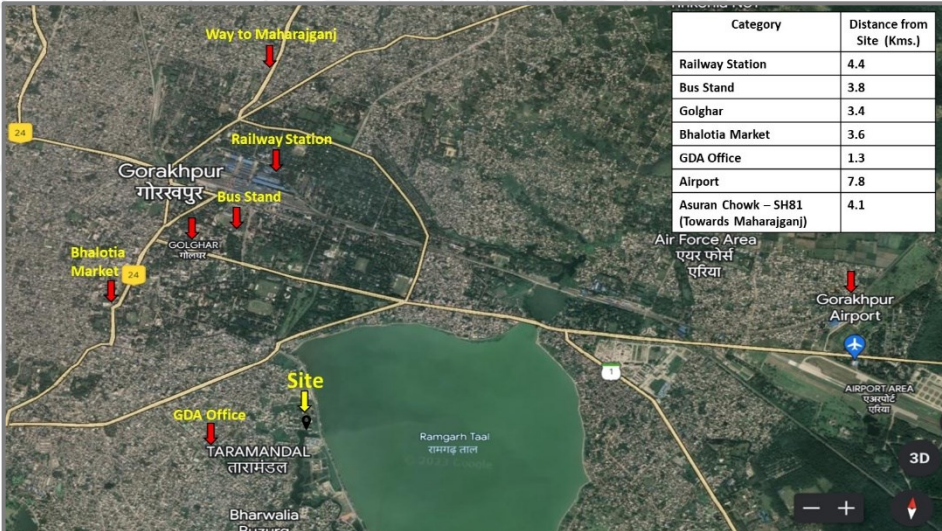 Way to Maharajganj
Category Distance from Site (Kms.)
Railway Station 4.4
Bus Stand 3.8
Golghar 3.4
Bhalotia Market 3.6
GDA Office 1.3
Airport 7.8
Asuran Chowk – SH81 (Towards Maharajganj) 4.1
24
Railway Station
Gorakhpur
गोरखपुर
Bus Stand
GOLGHAR
गोलघर
Bhalotia
Market
24
Air Force Area
एयर फोर्स
एरिया
Gorakhpur
Airport
1
AIRPORT AREA
एअरपोर्ट
एरिया
Site
GDA Office
TARAMANDAL
तारामंडल
Ramgarh Taal
रामगढ़ ताल
Google
3D
Bharwalia